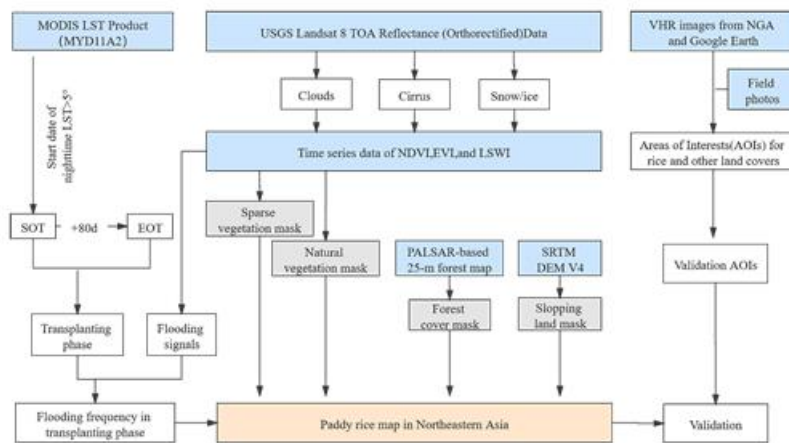 MODIS LST Product
(MYD11A2)
USGS Landsat 8 TOA Reflectance (Orthorectified)Data
VHR images from NGA
and Google Earth
Clouds
Cirrus
Snow/ice
Field
photos
Start date of
nighttime LST>5°
Time series data of NDVI,EVI,and LSWI
Areas of Interests(AOIs) for
rice and other land covers
SOT
+80d
EOT
Sparse
vegetation mask
Natural
vegetation mask
PALSAR-based
25-m forest map
SRTM
DEM V4
Validation AOIs
Transplanting
phase
Flooding
signals
Forest
cover mask
Slopping
land mask
Flooding frequency in
transplanting phase
Paddy rice map in Northeastern Asia
Validation